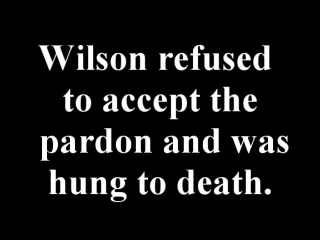 Wilson refused
to accept the
pardon and was
hung to death.